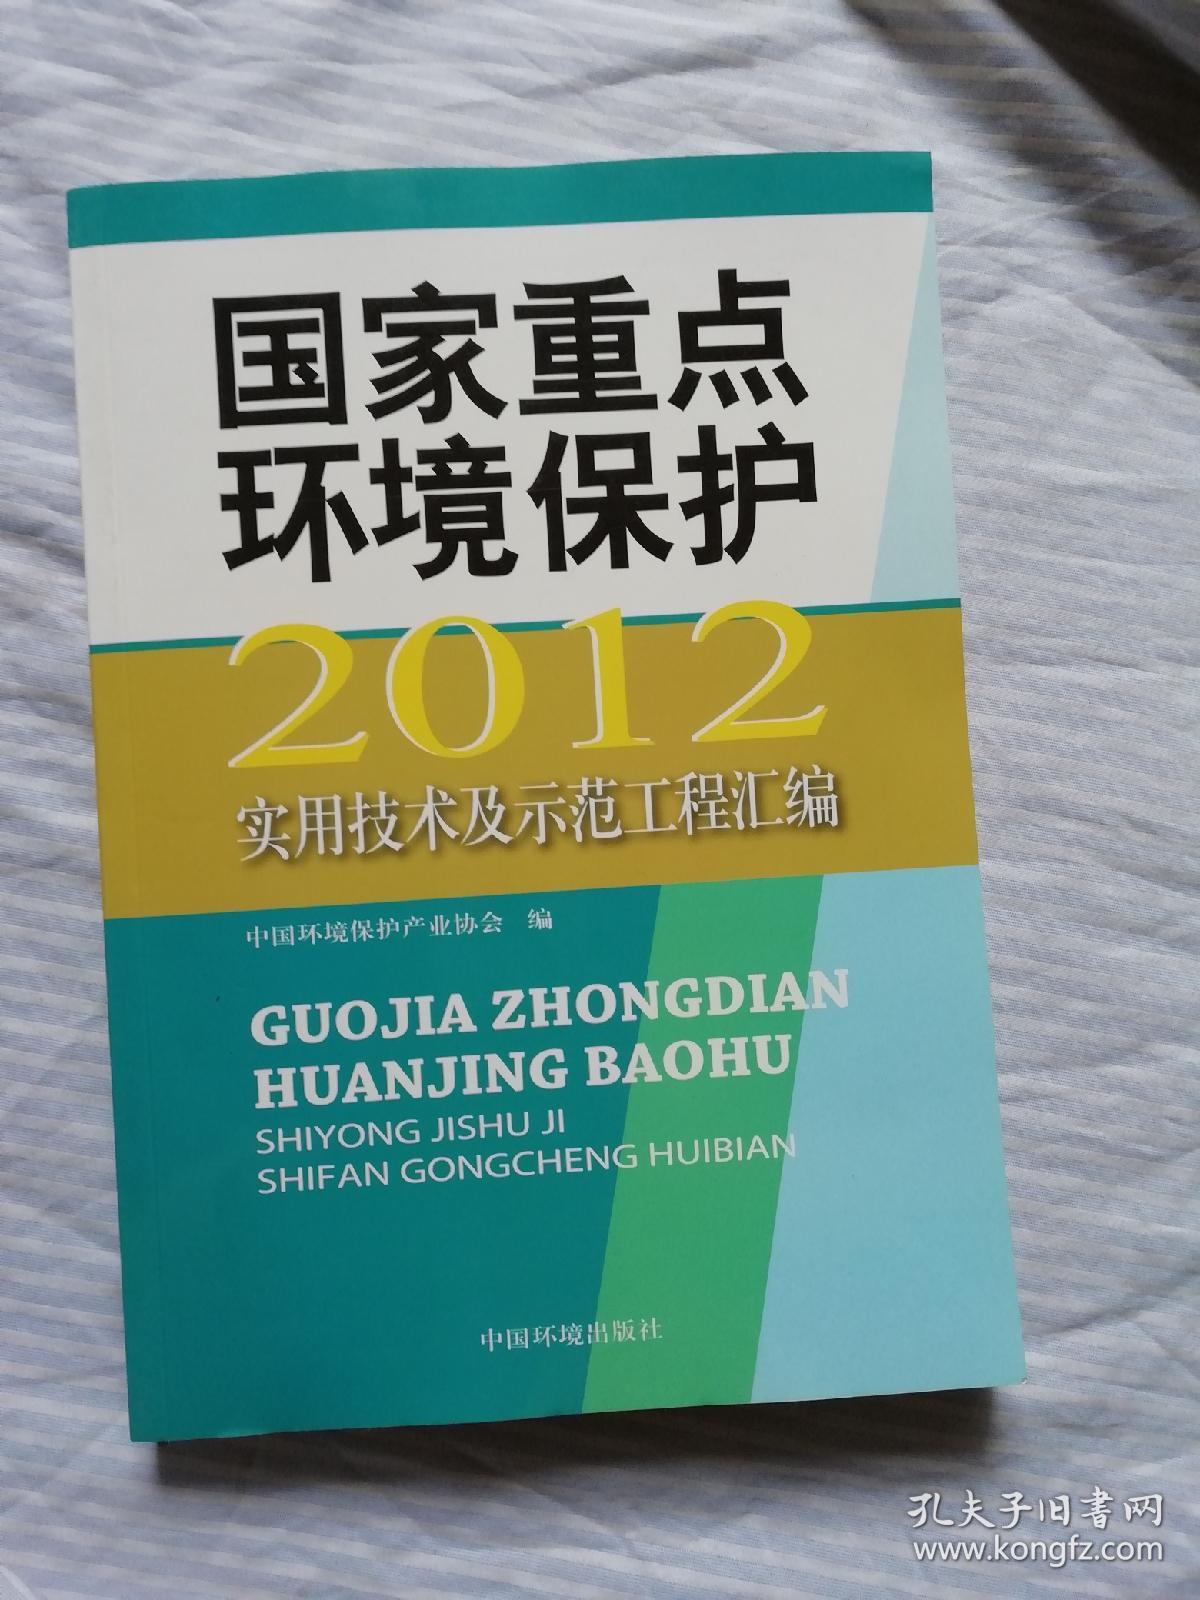 国家重点
环境保护
2012
实用技术及示范工程汇编
中国环境保护产业协会 编
GUOJIA ZHONGDIAN
HUANJING BAOHU
SHIYONG JISHU JI
SHIFAN GONGCHENG HUIBIAN
中国环境出版社
孔夫子旧书网
www.kongfz.com